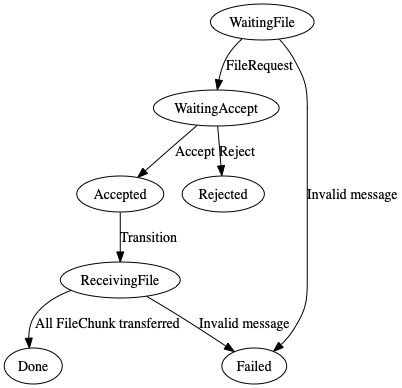 WaitingFile
FileRequest
WaitingAccept
Accept Reject
Accepted
Rejected
Invalid message
Transition
ReceivingFile
All FileChunk transferred
Invalid message
Done
Failed